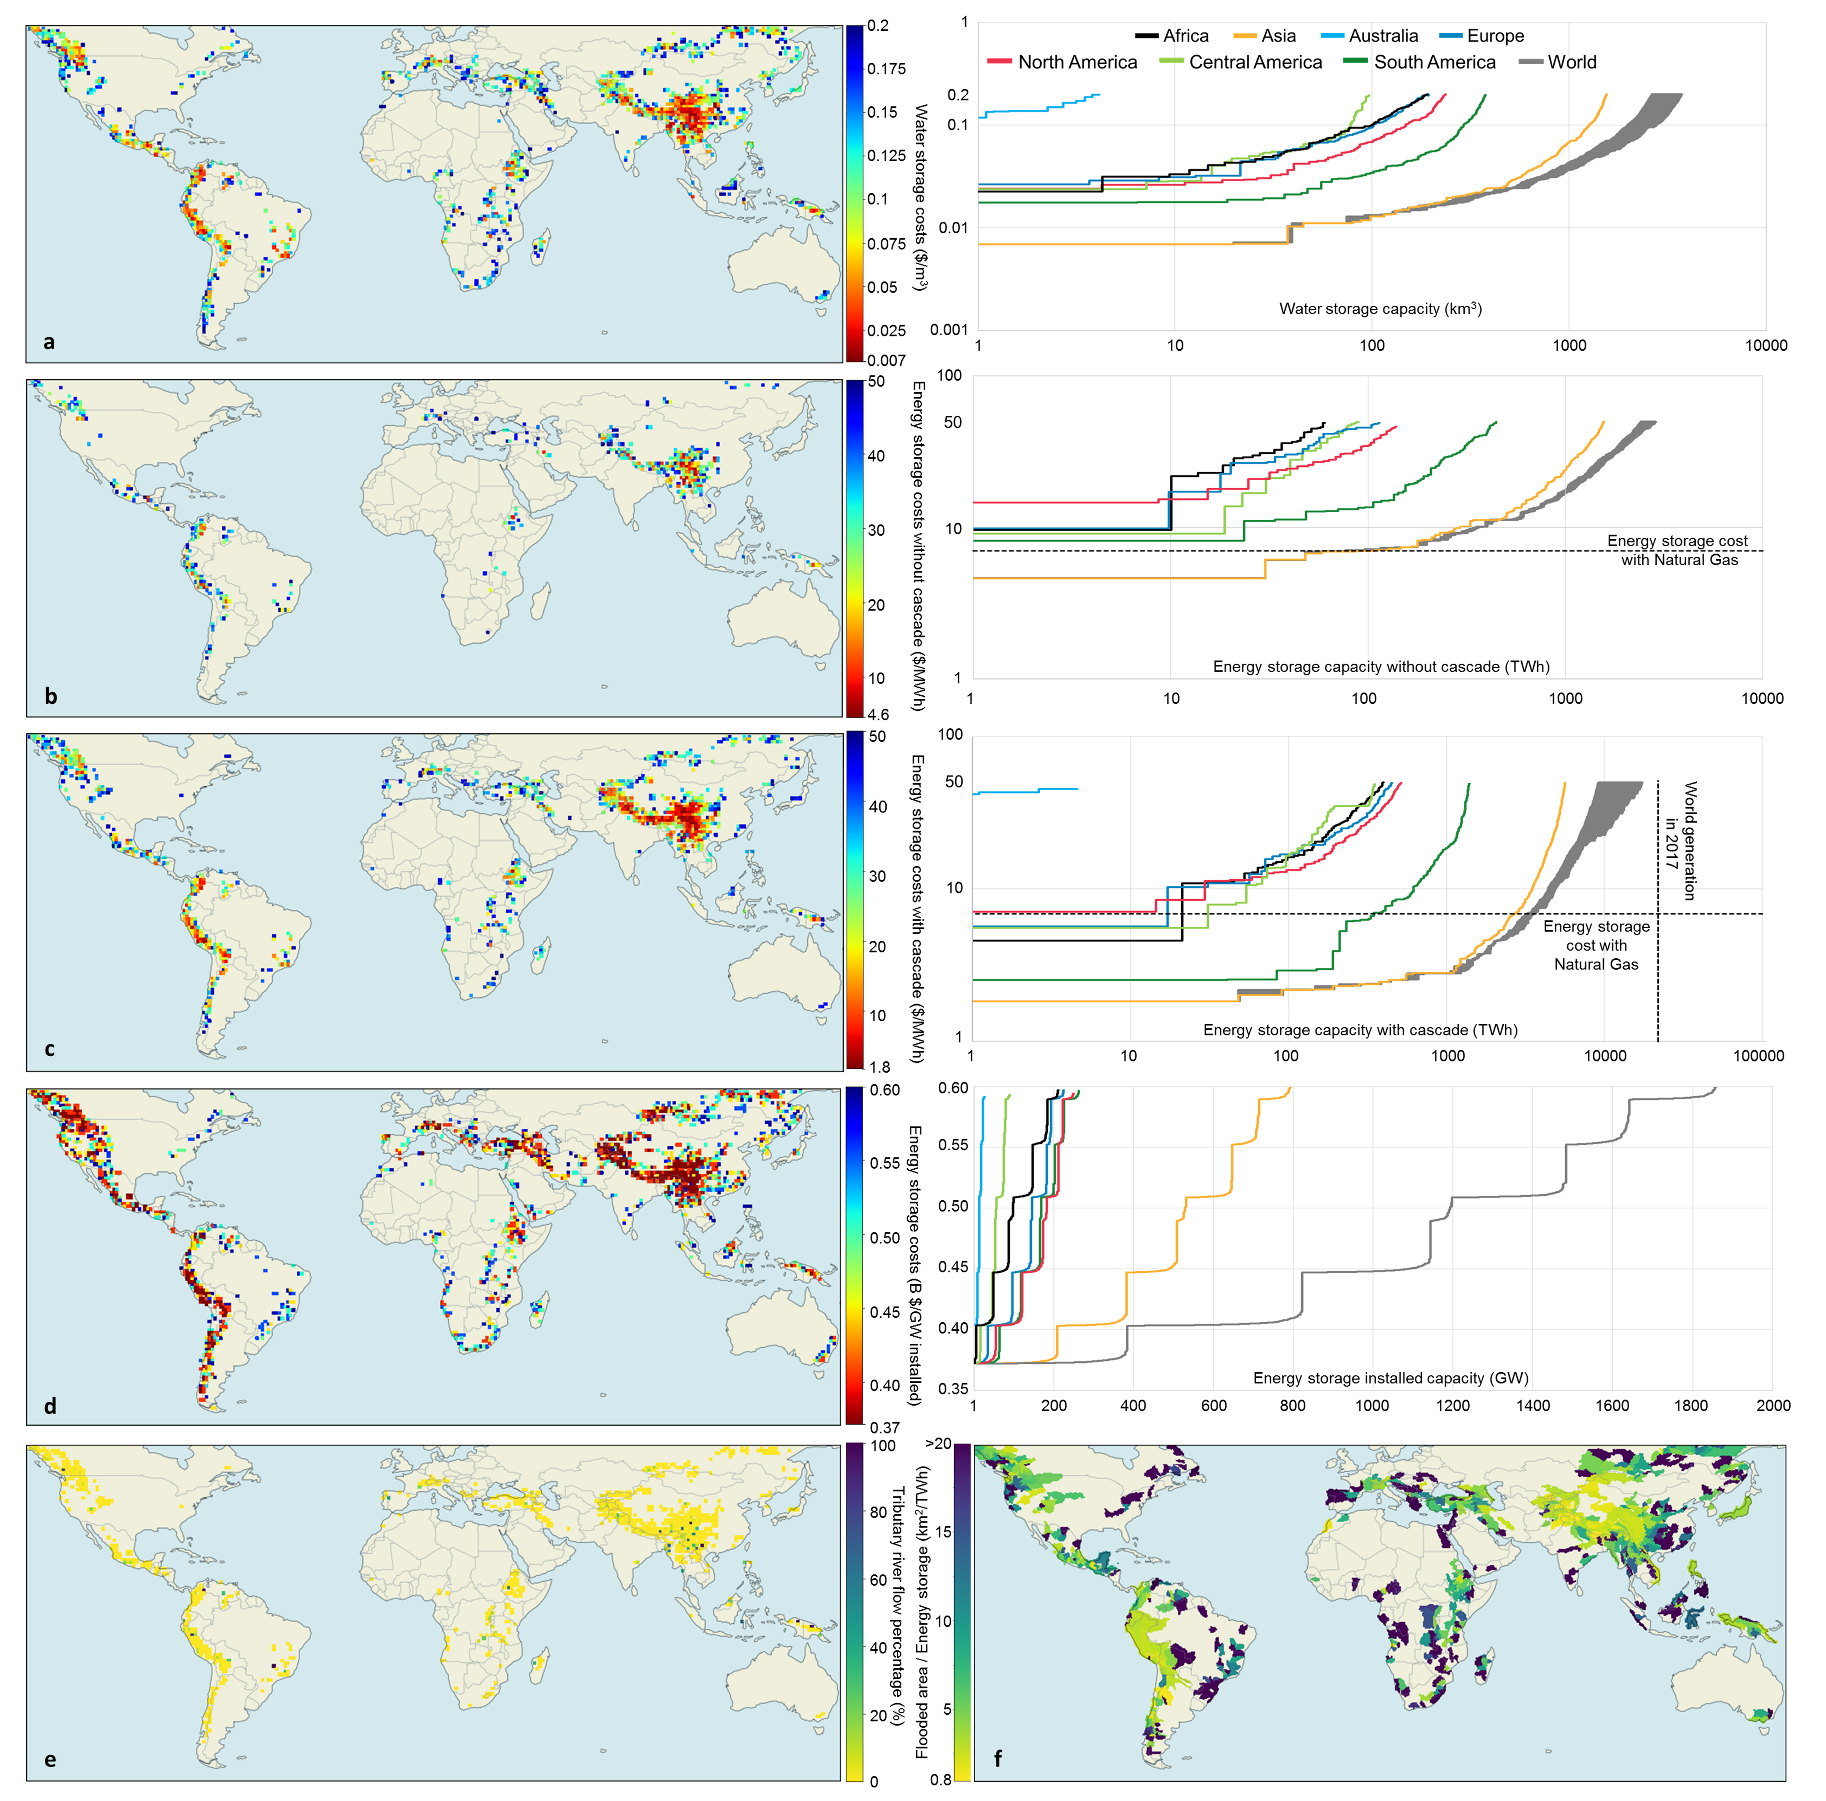 0.2
0.175
0.15
0.125
0.1
0.075
0.05
0.025
0.007
Water storage costs ($/m³)
a
1
0.2
0.1
0.01
0.001
Africa
Asia
Australia
Europe
North America
Central America
South America
World
Water storage capacity (km³)
1
10
100
1000
10000
50
40
30
20
10
4.6
Energy storage costs without cascade ($/MWh)
b
100
50
10
1
Energy storage cost
with Natural Gas
Energy storage capacity without cascade (TWh)
1
10
100
1000
10000
50
40
30
20
10
1.8
Energy storage costs with cascade ($/MWh)
c
100
50
10
1
World generation
in 2017
Energy storage
cost with
Natural Gas
Energy storage capacity with cascade (TWh)
1
10
100
1000
10000
100000
0.60
0.55
0.50
0.45
0.40
0.37
Energy storage costs (B $/GW installed)
d
0.60
0.55
0.50
0.45
0.40
0.35
Energy storage installed capacity (GW)
1
200
400
600
800
1000
1200
1400
1600
1800
2000
100
80
60
40
20
0
Tributary river flow percentage (%)
e
>20
15
10
5
0.8
Flooded area / Energy storage (km²/TWh)
f